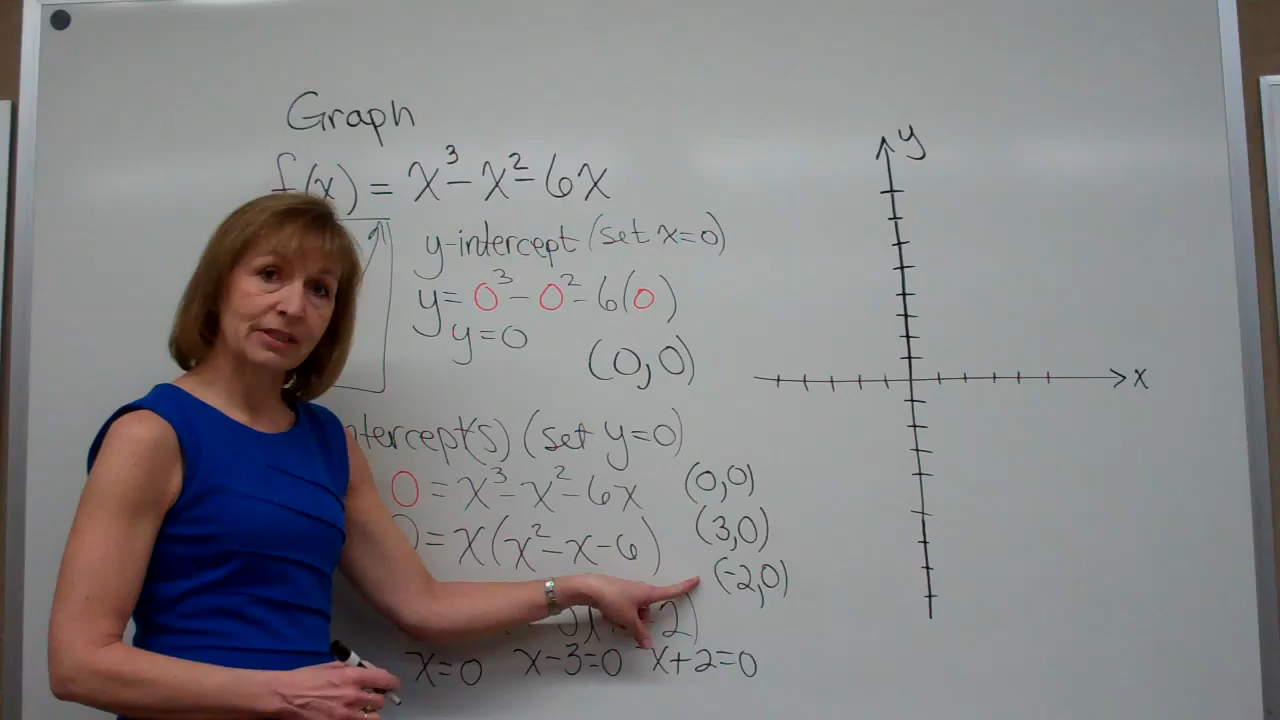 Graph
f(x) = x³ - x² - 6x
y-intercept (set x=0)
y = 0³ - 0² - 6(0)
y=0
(0,0)
(set y=0)
0 = x³ - x² - 6x
= x(x² - x - 6)
x=0 x-3=0 x+2=0
(0,0)
(3,0)
(-2,0)
y
x